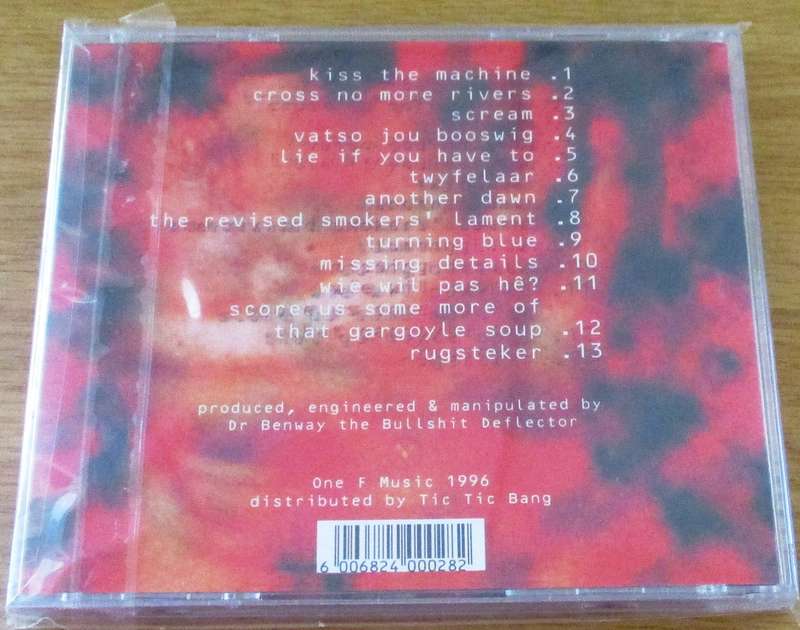 kiss the machine .1
cross no more rivers .2
scream .3
vatso jou booswig .4
lie if you have to .5
twyfelaar .6
another dawn .7
the revised smokers' lament .8
turning blue .9
missing details .10
wie wil pas hê? .11
score us some more of
that gargoyle soup .12
rugsteker .13
produced, engineered & manipulated by
Dr Benway the Bullshit Deflector
One F Music 1996
distributed by Tic Tic Bang
6 006824 000282